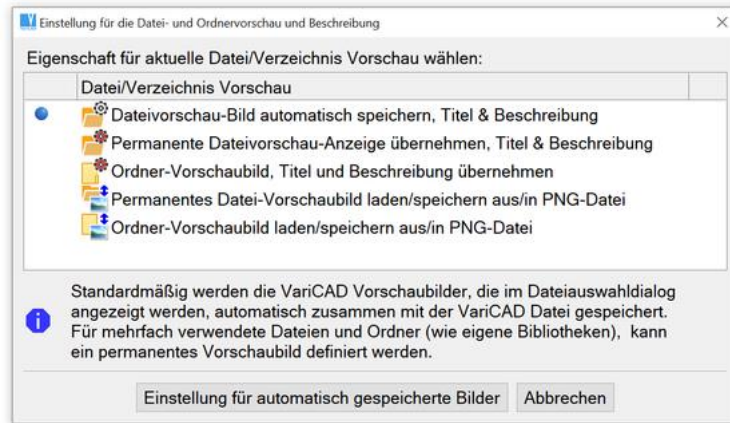 Einstellung für die Datei- und Ordnervorschau und Beschreibung
Eigenschaft für aktuelle Datei/Verzeichnis Vorschau wählen:
Datei/Verzeichnis Vorschau
Dateivorschau-Bild automatisch speichern, Titel & Beschreibung
Permanente Dateivorschau-Anzeige übernehmen, Titel & Beschreibung
Ordner-Vorschaubild, Titel und Beschreibung übernehmen
Permanentes Datei-Vorschaubild laden/speichern aus/in PNG-Datei
Ordner-Vorschaubild laden/speichern aus/in PNG-Datei
Standardmäßig werden die VariCAD Vorschaubilder, die im Dateiauswahldialog
angezeigt werden, automatisch zusammen mit der VariCAD Datei gespeichert.
Für mehrfach verwendete Dateien und Ordner (wie eigene Bibliotheken), kann
ein permanentes Vorschaubild definiert werden.
Einstellung für automatisch gespeicherte Bilder Abbrechen